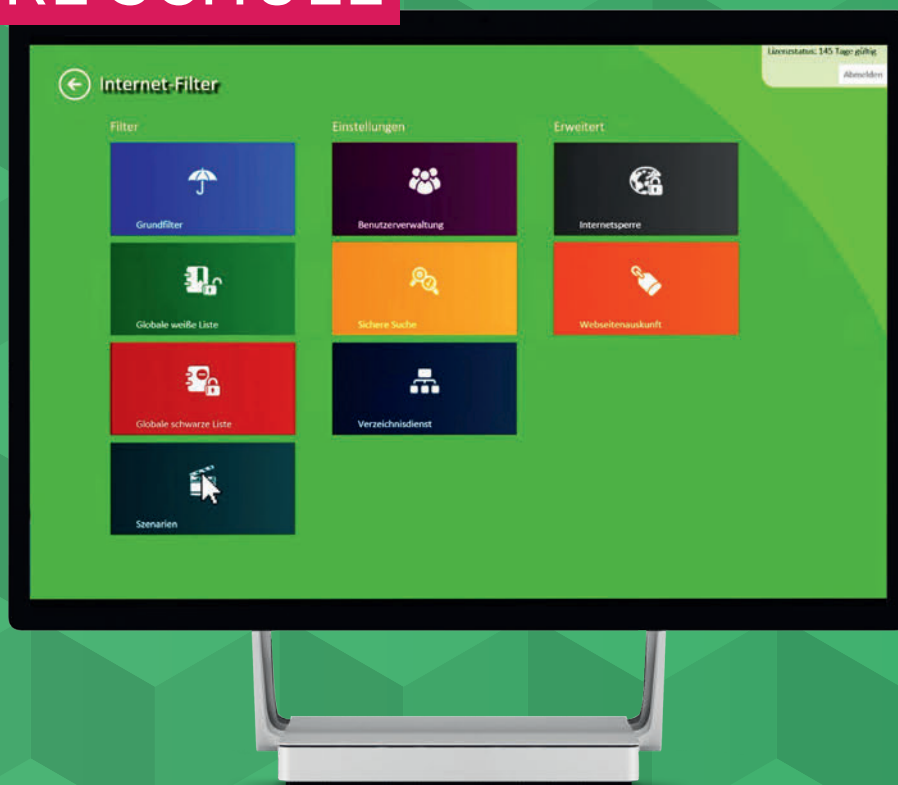 RE SCHULE
Lizenzstatus: 145 Tage gültig
Abmelden
Internet-Filter
Filter
Einstellungen
Erweitert
Grundfilter
Benutzerverwaltung
Internetsperre
Globale weiße Liste
Sichere Suche
Webseitenauskunft
Globale schwarze Liste
Verzeichnisdienst
Szenarien